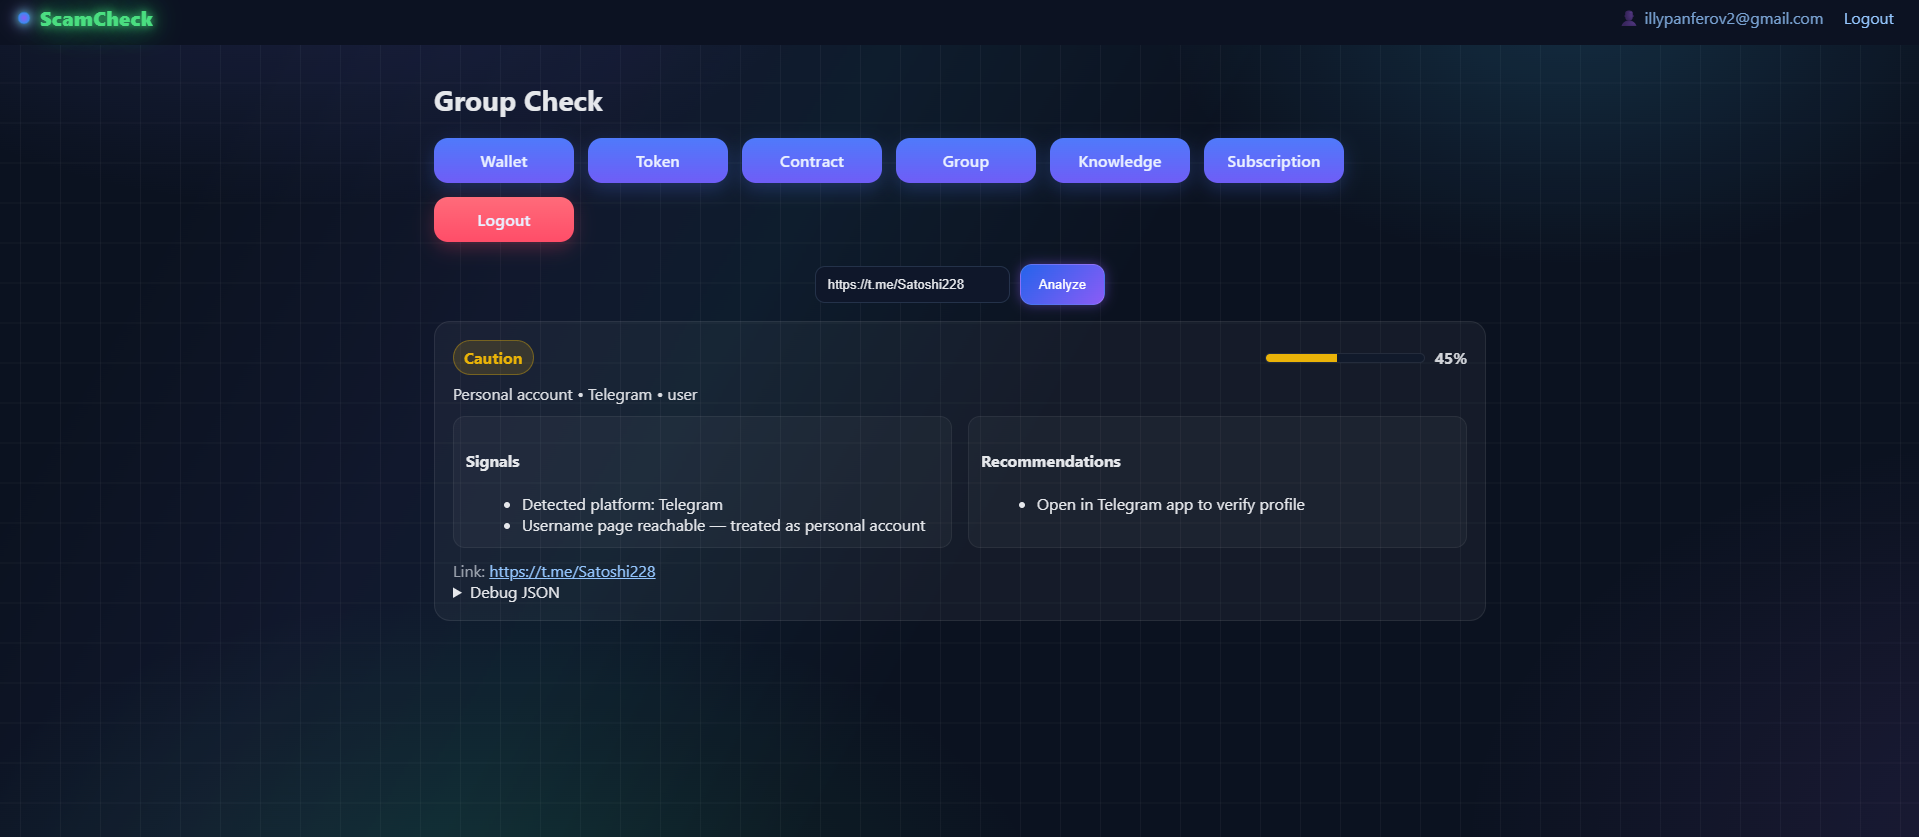 ScamCheck
illypanferov2@gmail.com Logout
Group Check
Wallet Token Contract Group Knowledge Subscription
Logout
https://t.me/Satoshi228 Analyze
Caution 45%
Personal account • Telegram • user
Signals
• Detected platform: Telegram
• Username page reachable — treated as personal account
Recommendations
• Open in Telegram app to verify profile
Link: https://t.me/Satoshi228
Debug JSON